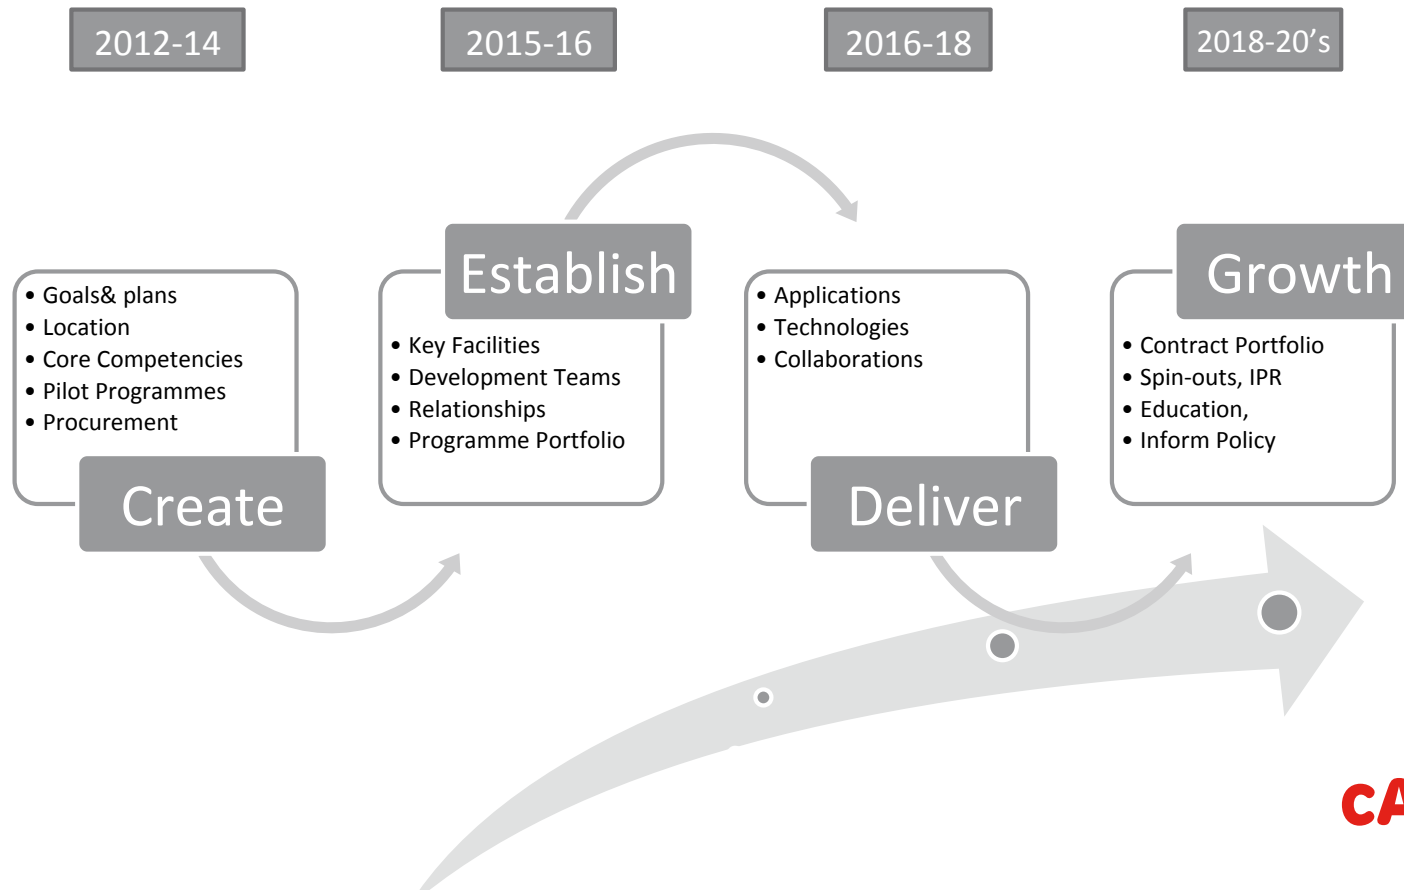 2012-14
2015-16
2016-18
2018-20’s
• Goals& plans
• Location
• Core Competencies
• Pilot Programmes
• Procurement
Create
Establish
• Key Facilities
• Development Teams
• Relationships
• Programme Portfolio
• Applications
• Technologies
• Collaborations
Deliver
Growth
• Contract Portfolio
• Spin-outs, IPR
• Education,
• Inform Policy
cA